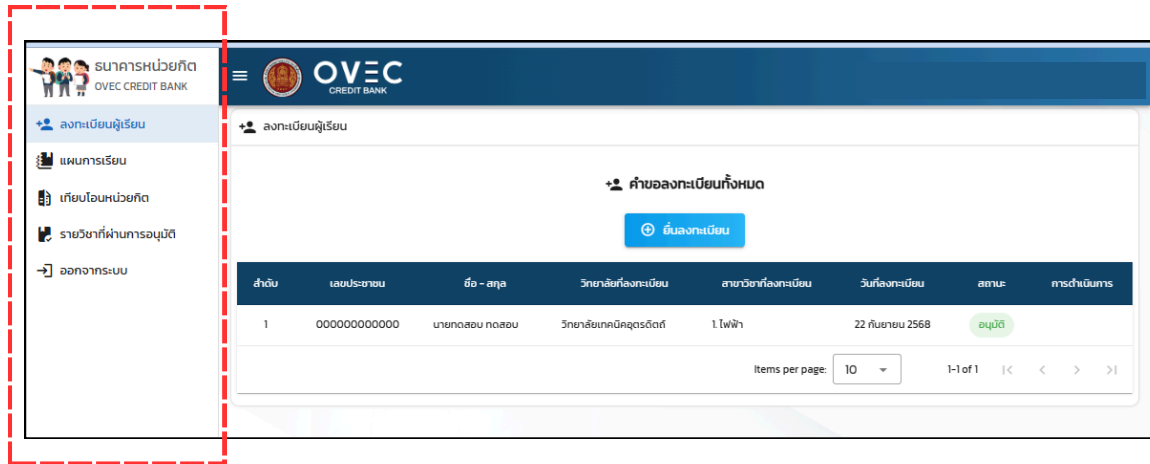 ธนาคารหน่วยกิต
OVEC CREDIT BANK
ลงทะเบียนผู้เรียน
แผนการเรียน
เทียบโอนหน่วยกิต
รายวิชาที่ผ่านการอนุมัติ
ออกจากระบบ
OVEC
CREDIT BANK
ลงทะเบียนผู้เรียน
คำขอลงทะเบียนทั้งหมด
ยื่นลงทะเบียน
ลำดับ เลขประชาชน ชื่อ - สกุล วิทยาลัยที่ลงทะเบียน สาขาวิชาที่ลงทะเบียน วันที่ลงทะเบียน สถานะ การดำเนินการ
1 000000000000 นายทดสอบ ทดสอบ วิทยาลัยเทคนิคอุตรดิตถ์ 1. ไฟฟ้า 22 กันยายน 2568 อนุมัติ
Items per page: 10 1-1 of 1